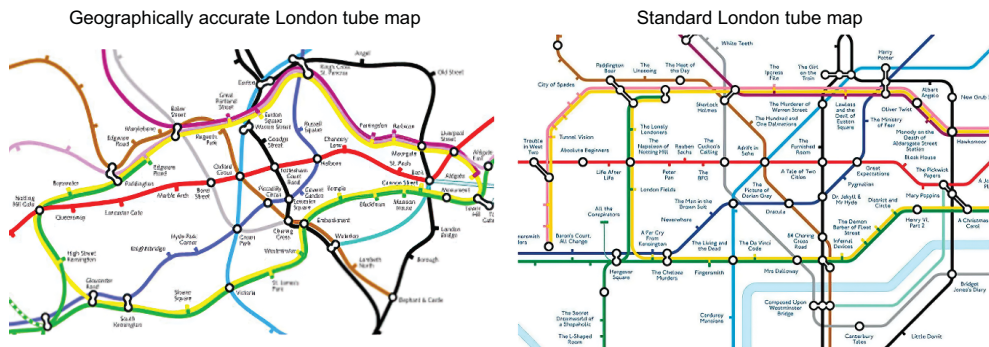 Geographically accurate London tube map
Standard London tube map
Angel
Old Street
King's Cross
St. Pancras
Euston
Great
Portland
Street
Baker
Street
Euston
Square
Warren Street
Russell
Square
Marylebone
Edgware
Road
Regents
Park
Farringdon
Barbican
Liverpool
Street
Chancery
Lane
Moorgate
Aldgate
East
Edgware
Road
Oxford
Circus
Holborn
St. Pauls
Bank
Aldgate
Bayswater
Paddington
Tottenham
Court
Road
Cannon Street
Bond
Street
Marble Arch
Notting
Hill Gate
Queensway
Lancaster Gate
Piccadilly
Circus
Covent
Garden
Leicester
Square
Temple
Blackfriars
Mansion
House
Monument
Tower
Hill
Embankment
Charing
Cross
Hyde Park
Corner
Green
Park
Knightsbridge
Waterloo
London
Bridge
Westminster
High Street
Kensington
Gloucester
Road
Lambeth
North
Borough
St. James's
Park
Sloane
Square
Victoria
South
Kensington
Elephant & Castle
White Teeth
Harry
Potter
Paddington
Bear
The
Unseeing
The Heat of
the Day
The
Ipcress
File
The Girl
on the
Train
City of Spades
Albert
Angelo
New Grub
Sherlock
Holmes
The Murderer of
Warren Street
Lawless
and the
Devil of
Euston
Square
Oliver Twist
The Hundred and
One Dalmatians
The Ministry
of Fear
Tunnel Vision
The Lonely
Londoners
Monody on the
Death of
Aldersgate Street
Station
Hawksmoor
Trouble
in West
Two
Absolute Beginners
The
Napoleon of
Notting Hill
Reuben
Sachs
The
Cuckoo's
Calling
Adrift in
Soho
The
Furnished
Room
Bleak House
Life After
Life
Peter
Pan
The
BFG
A Tale of Two
Cities
Great
Expectations
The Pickwick
Papers
London Fields
The
Picture of
Dorian Gray
Pygmalion
Dr Jekyll &
Mr Hyde
Mary Poppins
All the
Conspirators
The Man in the
Brown Suit
Dracula
District and
Circle
Neverwhere
The Demon
Barber of Fleet
Street
Henry VI,
Part 2
A Christmas
Carol
Baron's Court,
All Change
A Far Cry
From
Kensington
The Living and
the Dead
The Da Vinci
Code
84 Charing
Cross Road
Infernal
Devices
Hangover
Square
The Chelsea
Murders
Fingersmith
Mrs Dalloway
Bridget
Jones's Diary
Composed Upon
Westminster
Bridge
The Secret
Dreamworld of
a Shopaholic
Corduroy
Mansions
The L-Shaped
Room
Canterbury
Tales
Little Dorrit